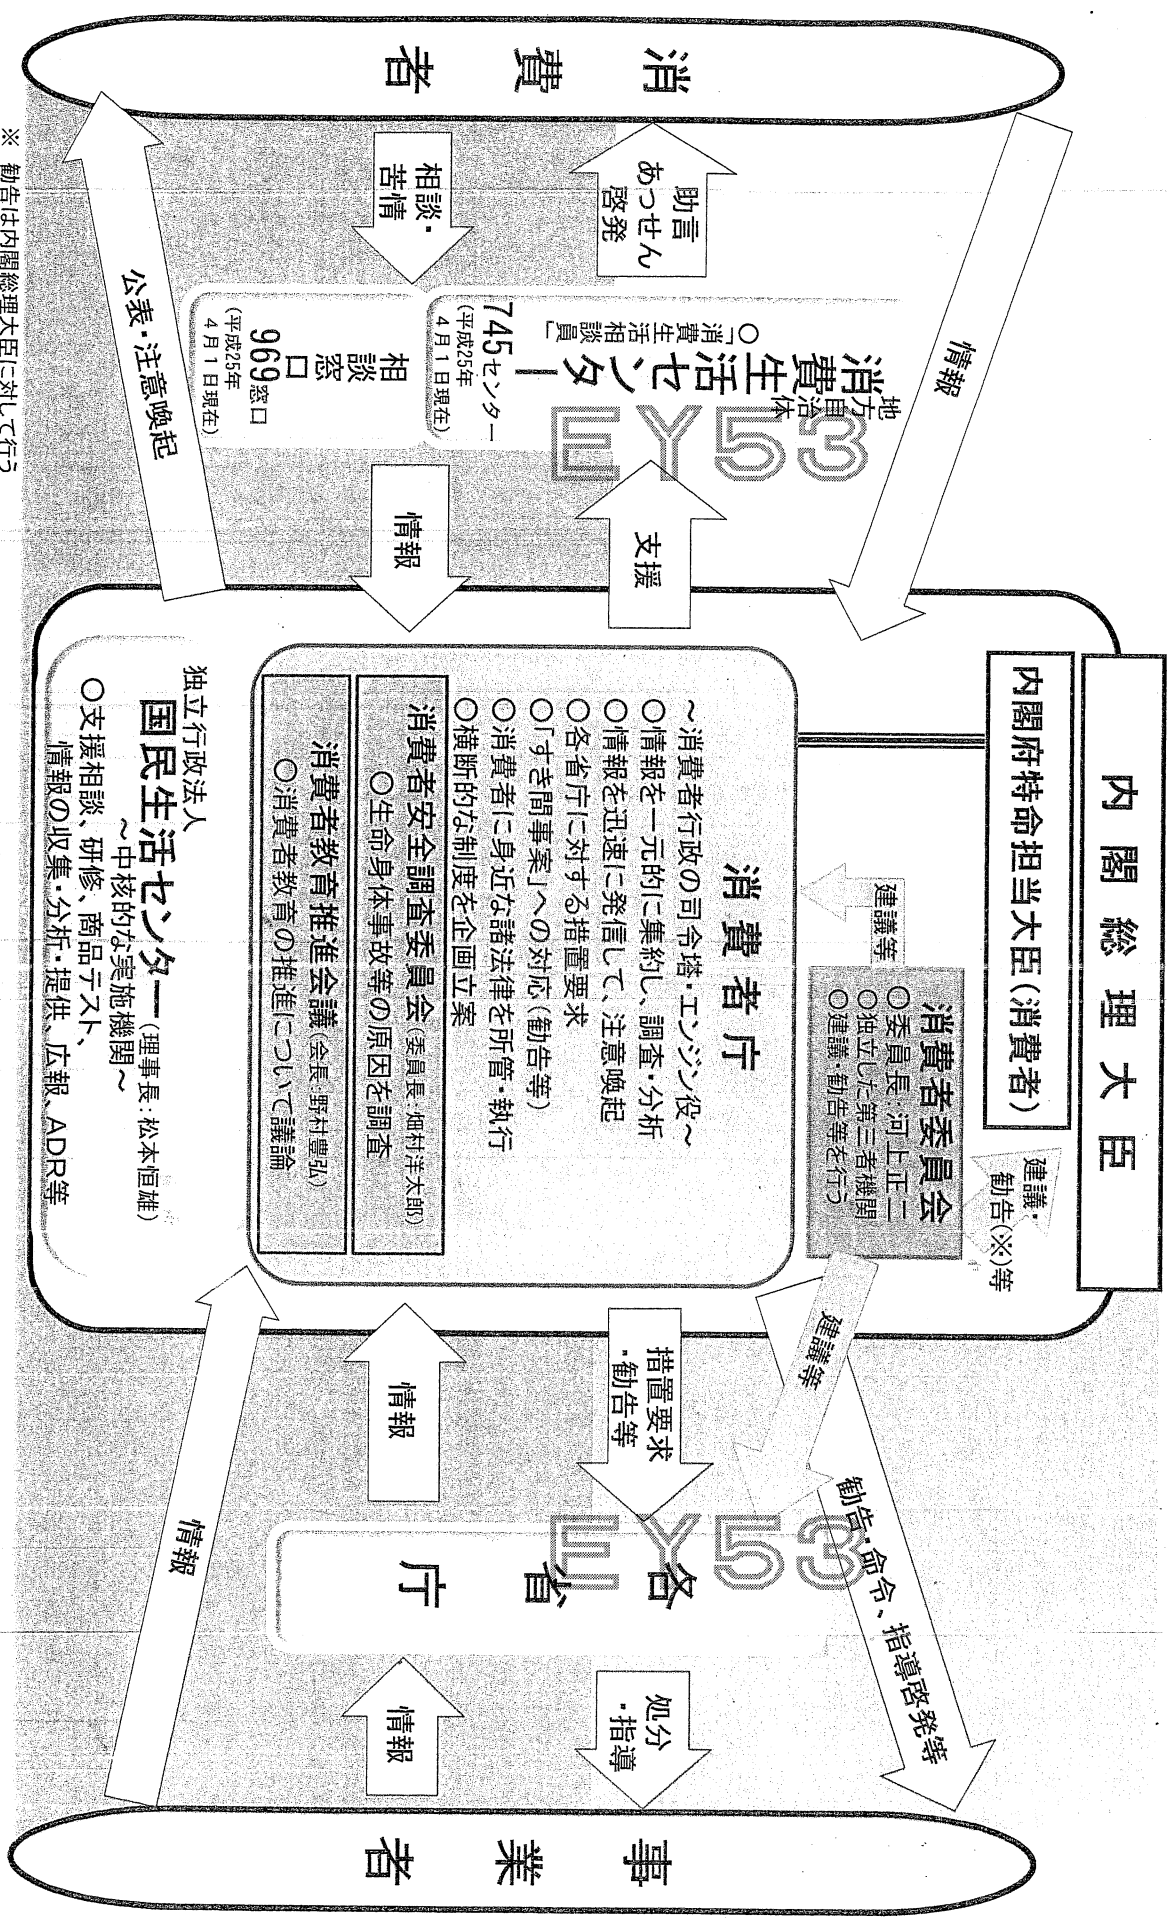 内閣総理大臣
内閣府特命担当大臣(消費者)
建議・
勧告(※)等
消費者委員会
○委員長:河上正二
○独立した第三者機関
○建議・勧告等を行う
建議等
建議等
消費者庁
~消費者行政の司令塔・エンジン役~
○情報を一元的に集約し、調査・分析
○情報を迅速に発信して、注意喚起
○各省庁に対する措置要求
○「すき間事案」への対応(勧告等)
○消費者に身近な諸法律を所管・執行
○横断的な制度を企画立案
消費者安全調査委員会(委員長:畑村洋太郎)
○生命身体事故等の原因を調査
消費者教育推進会議(会長:野村豊弘)
○消費者教育の推進について議論
独立行政法人
国民生活センター(理事長:松本恒雄)
~中核的な実施機関~
○支援相談、研修、商品テスト、
情報の収集・分析・提供、広報、ADR等
消費者
情報
助言
あっせん
啓発
相談・
苦情
公表・注意喚起
地方自治体
消費生活センター
○「消費生活相談員」
745センター
(平成25年
4月1日現在)
相談窓口
969窓口
(平成25年
4月1日現在)
支援
情報
EY53
措置要求
・勧告等
情報
情報
勧告・命令、指導啓発等
各省庁
EY53
処分
・指導
情報
事業者
※ 勧告は内閣総理大臣に対して行う